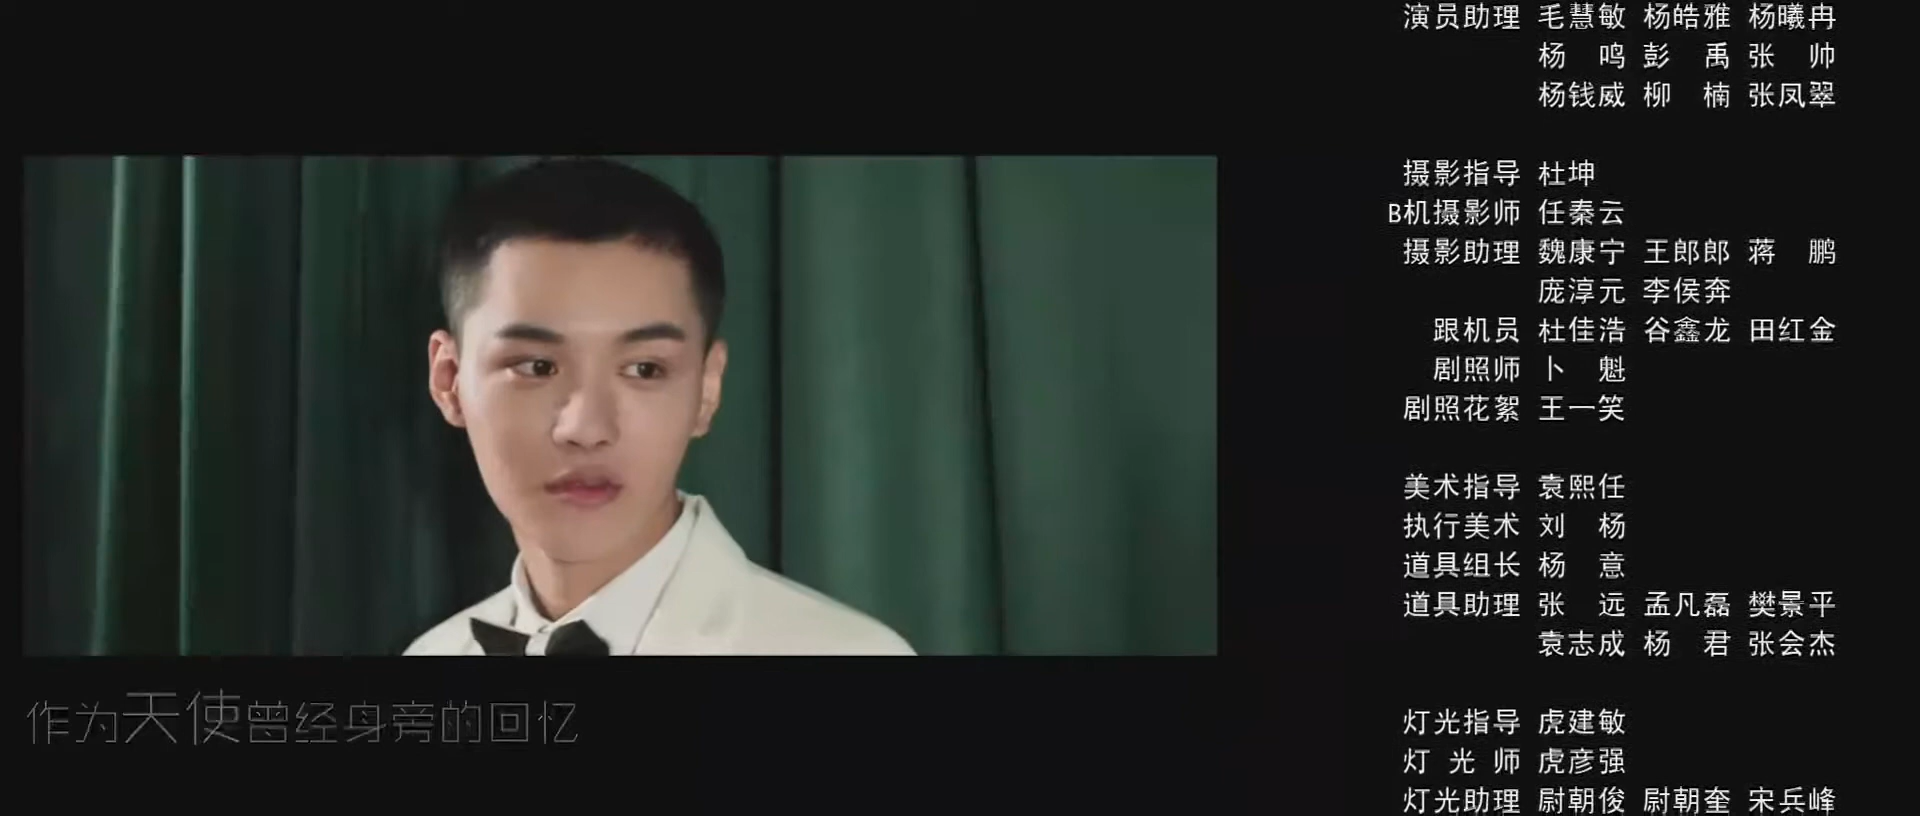 演员助理 毛慧敏 杨皓雅 杨曦冉
杨 鸣 彭 禹 张 帅
杨钱威 柳 楠 张凤翠
摄影指导 杜坤
B机摄影师 任秦云
摄影助理 魏康宁 王郎郎 蒋 鹏
庞淳元 李侯奔
跟机员 杜佳浩 谷鑫龙 田红金
剧照师 卜 魁
剧照花絮 王一笑
美术指导 袁熙任
执行美术 刘 杨
道具组长 杨 意
道具助理 张 远 孟凡磊 樊景平
袁志成 杨 君 张会杰
灯光指导 虎建敏
灯 光 师 虎彦强
灯光助理 尉朝俊 尉朝奎 宋兵峰
作为天使曾经身旁的回忆